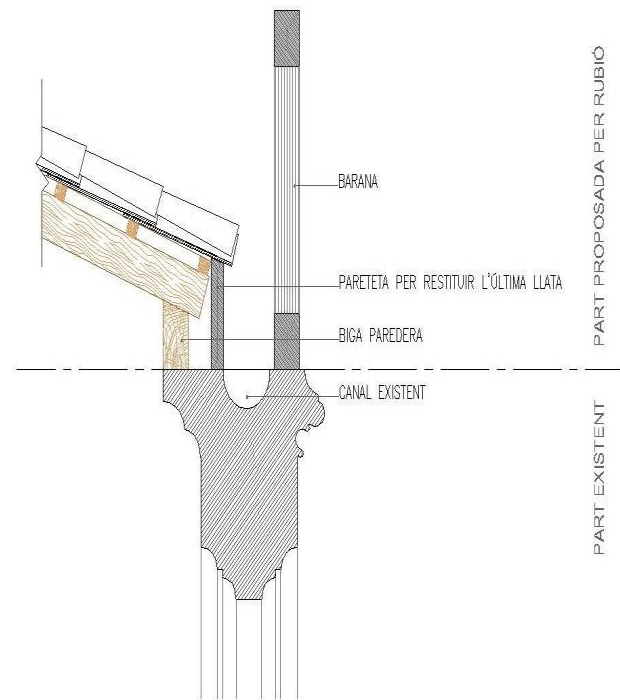 BARANA
PARETETA PER RESTITUIR L'ÚLTIMA LLATA
BIGA PAREDERA
CANAL EXISTENT
PART PROPOSADA PER RUBIÓ
PART EXISTENT